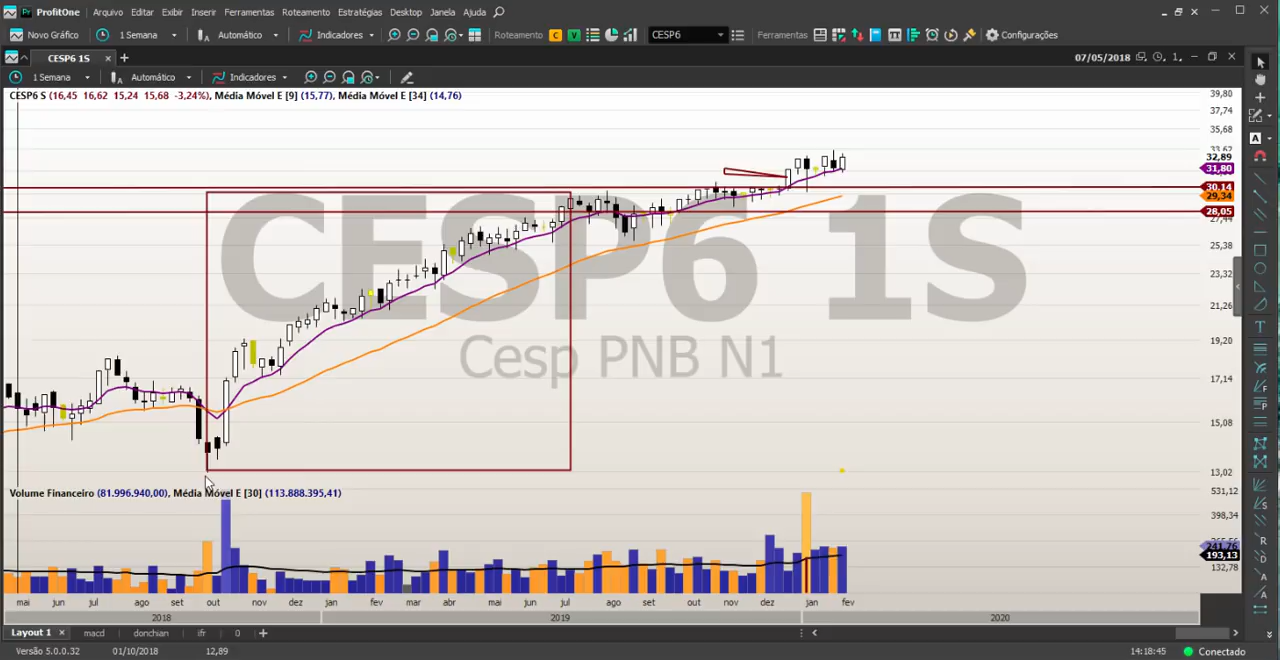 ProfitOne Arquivo Editar Exibir Inserir Ferramentas Roteamento Estratégias Desktop Janela Ajuda
Novo Gráfico 1 Semana Automático Indicadores Roteamento C V CESP6 Ferramentas Configurações
CESP6 1S 07/05/2018 1
1 Semana Automático Indicadores
CESP6 S (16,45 16,62 15,24 15,68 -3,24%), Média Móvel E [9] (15,77), Média Móvel E [34] (14,76)
39,80
37,74
35,68
32,89
31,80
30,14
29,34
28,05
25,38
23,32
21,26
19,20
17,14
15,08
13,02
CESP6 1S
Cesp PNB N1
Volume Financeiro (81.996.940,00), Média Móvel E [30] (113.888.395,41)
531,12
398,34
193,13
132,78
mai jun jul ago set out nov dez jan fev mar abr mai jun jul ago set out nov dez jan fev
2018 2019 2020
Layout 1 macd donchian ifr 0
Versão 5.0.0.32 01/10/2018 12,89 14:18:45 Conectado